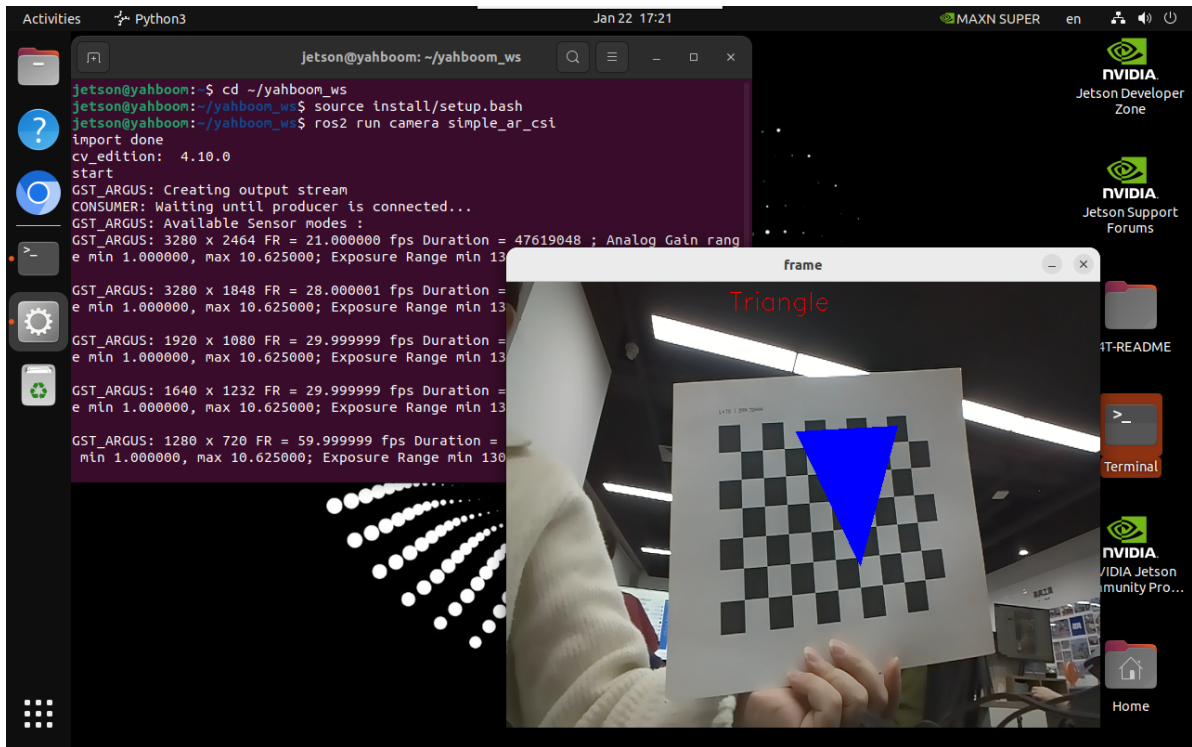 Activities
Python3
Jan 22 17:21
MAXN SUPER
en
jetson@yahboom: ~/yahboom_ws
jetson@yahboom:~$ cd ~/yahboom_ws
jetson@yahboom:~/yahboom_ws$ source install/setup.bash
jetson@yahboom:~/yahboom_ws$ ros2 run camera simple_ar_csi
import done
cv_edition:  4.10.0
start
GST_ARGUS: Creating output stream
CONSUMER: Waiting until producer is connected...
GST_ARGUS: Available Sensor modes :
GST_ARGUS: 3280 x 2464 FR = 21.000000 fps Duration = 47619048 ; Analog Gain rang
e min 1.000000, max 10.625000; Exposure Range min 13
GST_ARGUS: 3280 x 1848 FR = 28.000001 fps Duration =
e min 1.000000, max 10.625000; Exposure Range min 13
GST_ARGUS: 1920 x 1080 FR = 29.999999 fps Duration =
e min 1.000000, max 10.625000; Exposure Range min 13
GST_ARGUS: 1640 x 1232 FR = 29.999999 fps Duration =
e min 1.000000, max 10.625000; Exposure Range min 13
GST_ARGUS: 1280 x 720 FR = 59.999999 fps Duration =
min 1.000000, max 10.625000; Exposure Range min 130
frame
Triangle
NVIDIA.
Jetson Developer
Zone
NVIDIA.
Jetson Support
Forums
4T-README
>_
Terminal
NVIDIA.
VIDIA Jetson
munity Pro...
Home